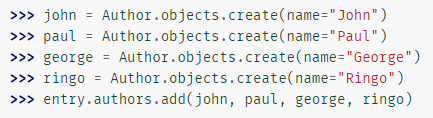 >>> john = Author.objects.create(name="John")
>>> paul = Author.objects.create(name="Paul")
>>> george = Author.objects.create(name="George")
>>> ringo = Author.objects.create(name="Ringo")
>>> entry.authors.add(john, paul, george, ringo)